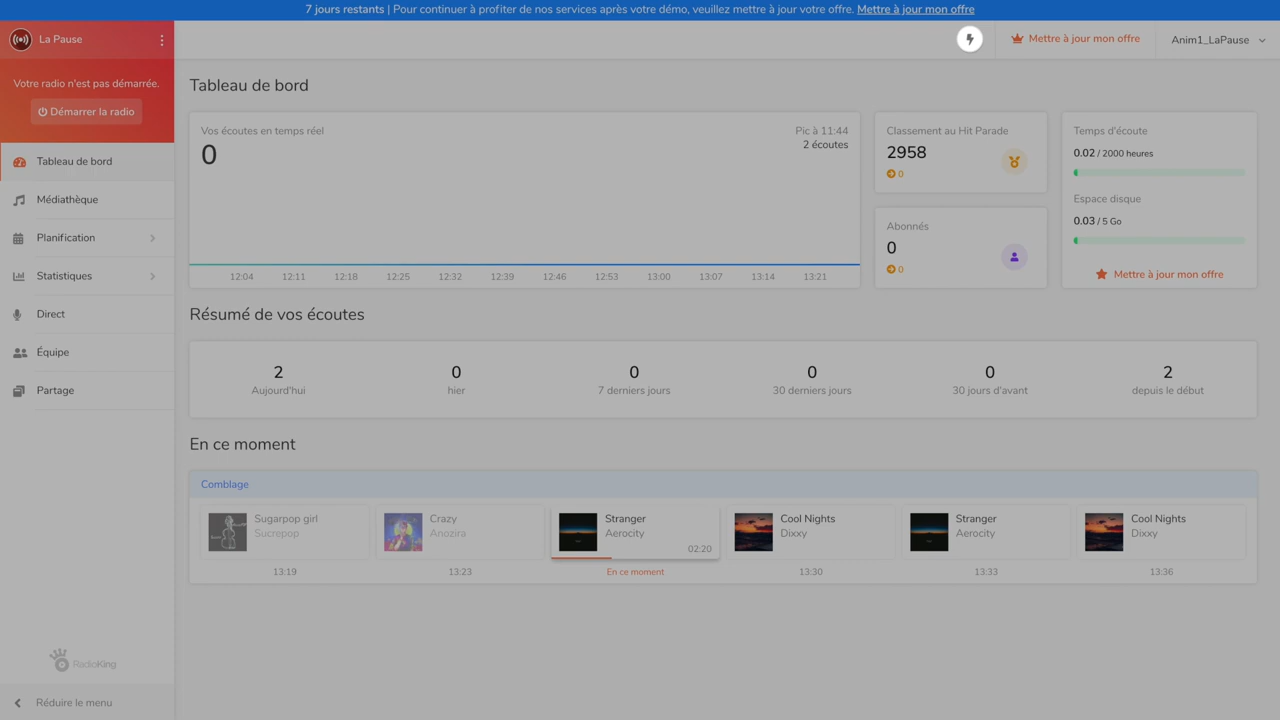 7 jours restants | Pour continuer à profiter de nos services après votre démo, veuillez mettre à jour votre offre. Mettre à jour mon offre
La Pause
Mettre à jour mon offre
Anim1_LaPause
Votre radio n'est pas démarrée.
Démarrer la radio
Tableau de bord
Médiathèque
Planification
Statistiques
Direct
Équipe
Partage
RadioKing
Réduire le menu
Tableau de bord
Vos écoutes en temps réel
0
Pic à 11:44
2 écoutes
12:04 12:11 12:18 12:25 12:32 12:39 12:46 12:53 13:00 13:07 13:14 13:21
Classement au Hit Parade
2958
0
Abonnés
0
0
Temps d'écoute
0.02 / 2000 heures
Espace disque
0.03 / 5 Go
Mettre à jour mon offre
Résumé de vos écoutes
2 0 0 0 0 2
Aujourd'hui hier 7 derniers jours 30 derniers jours 30 jours d'avant depuis le début
En ce moment
Comblage
Sugarpop girl
Sucrepop
13:19
Crazy
Anozira
13:23
Stranger
Aerocity
02:20
En ce moment
Cool Nights
Dixxy
13:30
Stranger
Aerocity
13:33
Cool Nights
Dixxy
13:36